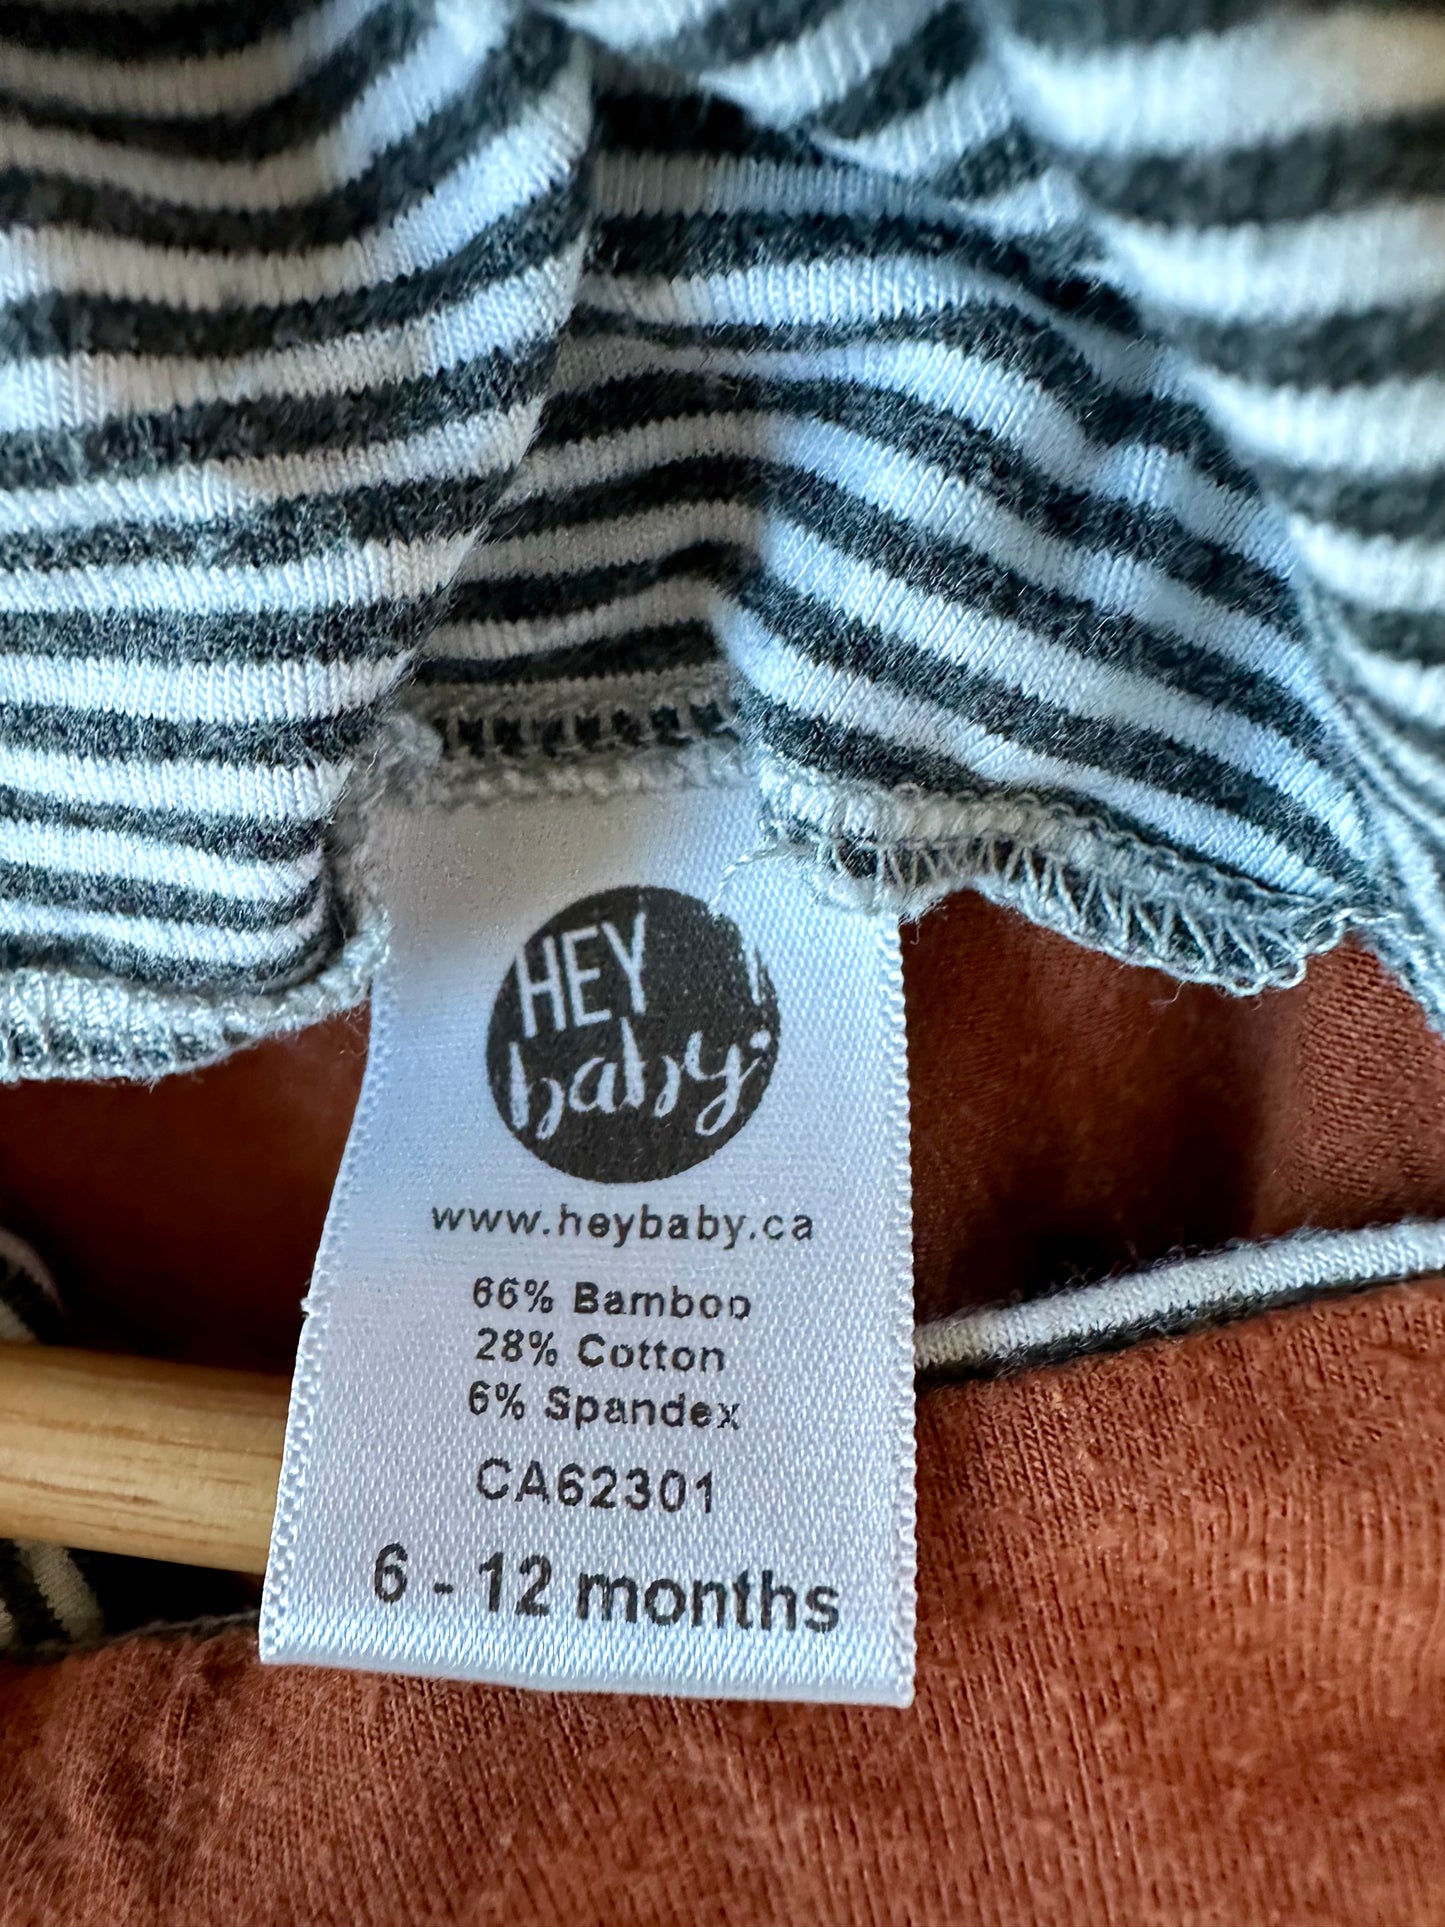 HEY
baby!
www.heybaby.ca
66% Bamboo
28% Cotton
6% Spandex
CA62301
6 - 12 months